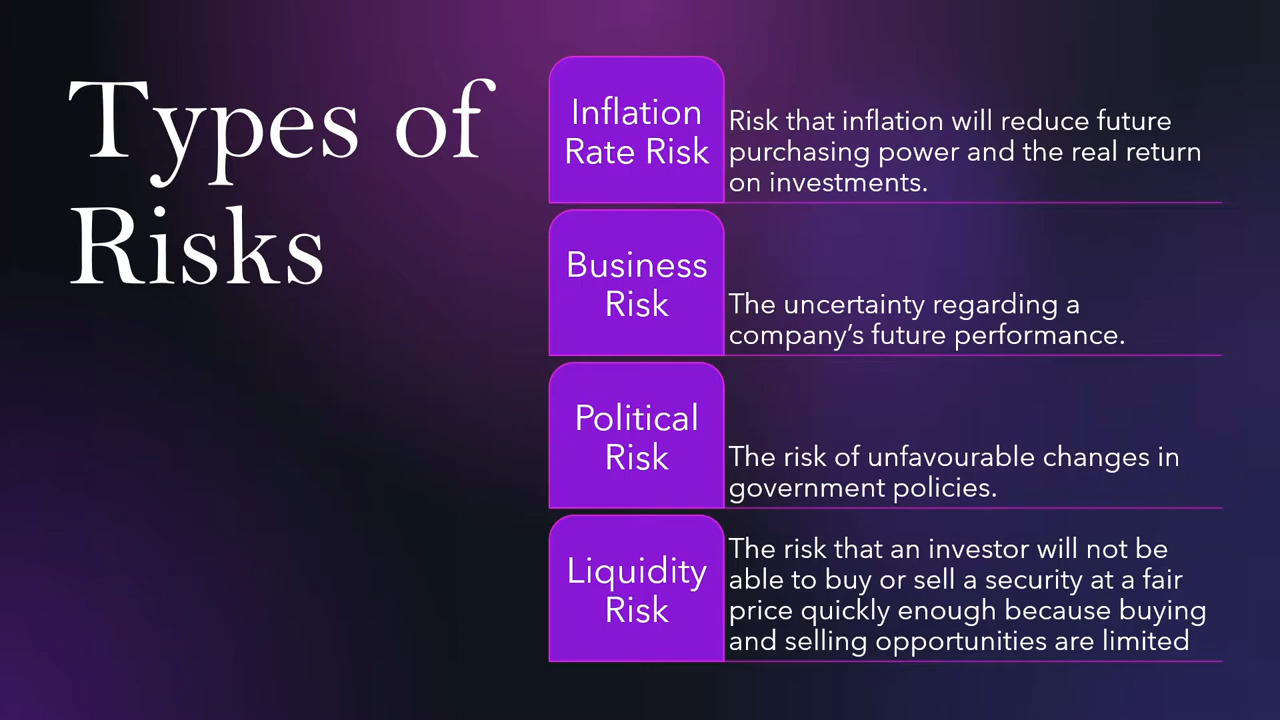 Types of
Risks
Inflation
Rate Risk
Risk that inflation will reduce future
purchasing power and the real return
on investments.
Business
Risk
The uncertainty regarding a
company’s future performance.
Political
Risk
The risk of unfavourable changes in
government policies.
Liquidity
Risk
The risk that an investor will not be
able to buy or sell a security at a fair
price quickly enough because buying
and selling opportunities are limited